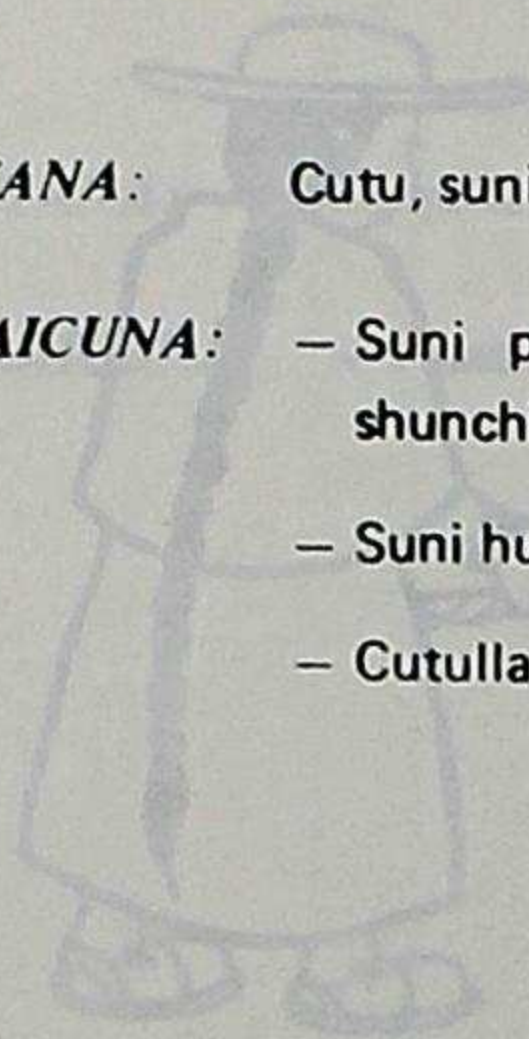 ANA: Cutu, suni
AICUNA: — Suni p
shunch
— Suni hu
— Cutulla